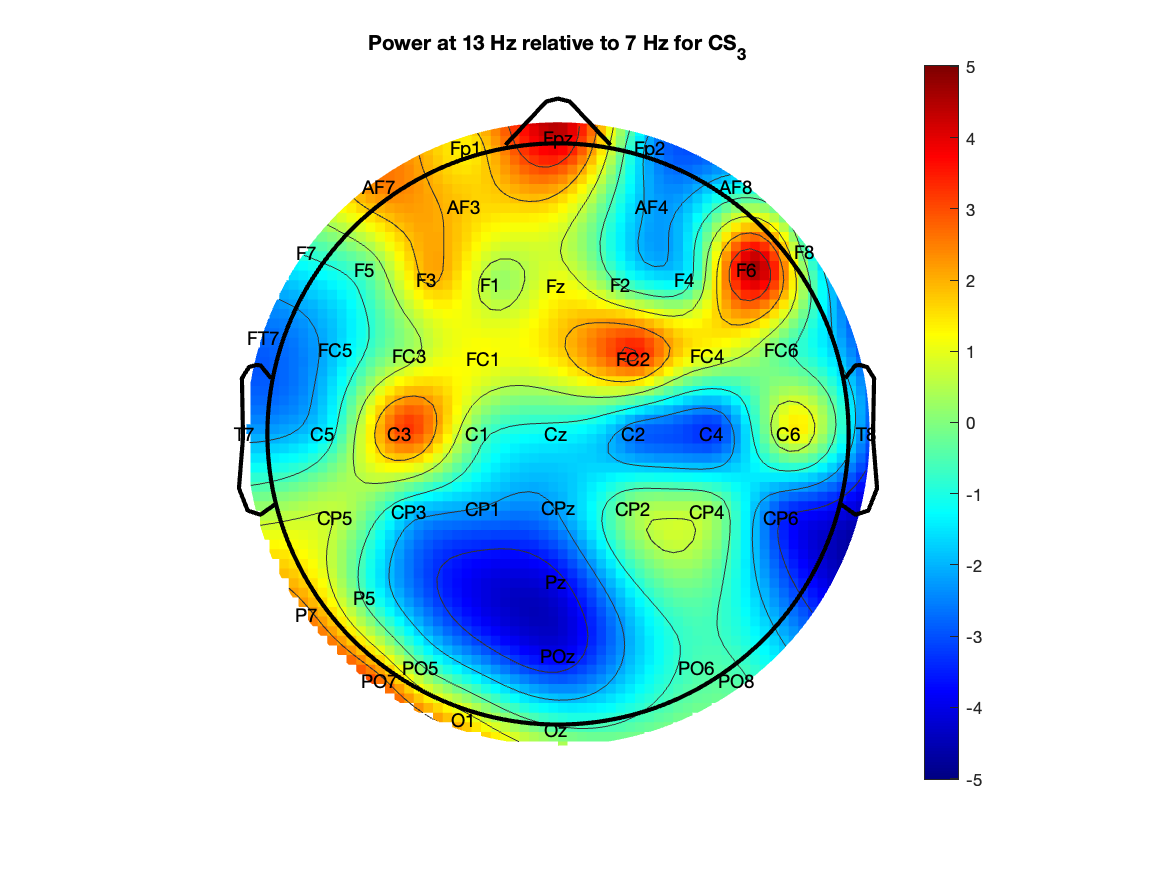 Power at 13 Hz relative to 7 Hz for CS3
5
4
3
2
1
0
-1
-2
-3
-4
-5
Fpz
Fp1
Fp2
AF7
AF8
AF3
AF4
F7
F8
F5
F3
F1
Fz
F2
F4
F6
FT7
FC5
FC3
FC1
FC2
FC4
FC6
T7
C5
C3
C1
Cz
C2
C4
C6
T8
CP5
CP3
CP1
CPz
CP2
CP4
CP6
Pz
P5
P7
POz
PO5
PO6
PO7
PO8
O1
Oz